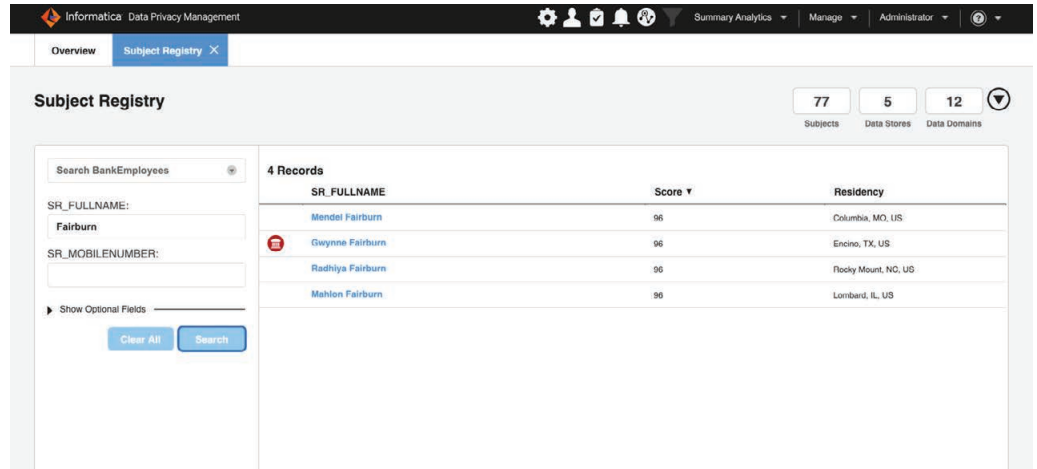 Informatica Data Privacy Management
Summary Analytics
Manage
Administrator
Overview
Subject Registry
Subject Registry
77
5
12
Subjects
Data Stores
Data Domains
Search BankEmployees
SR_FULLNAME:
Fairburn
SR_MOBILENUMBER:
Show Optional Fields
Clear All
Search
4 Records
SR_FULLNAME Score Residency
Mendel Fairburn 96 Columbia, MO, US
Gwynne Fairburn 96 Encino, TX, US
Radhiya Fairburn 96 Rocky Mount, NC, US
Mahlon Fairburn 96 Lombard, IL, US